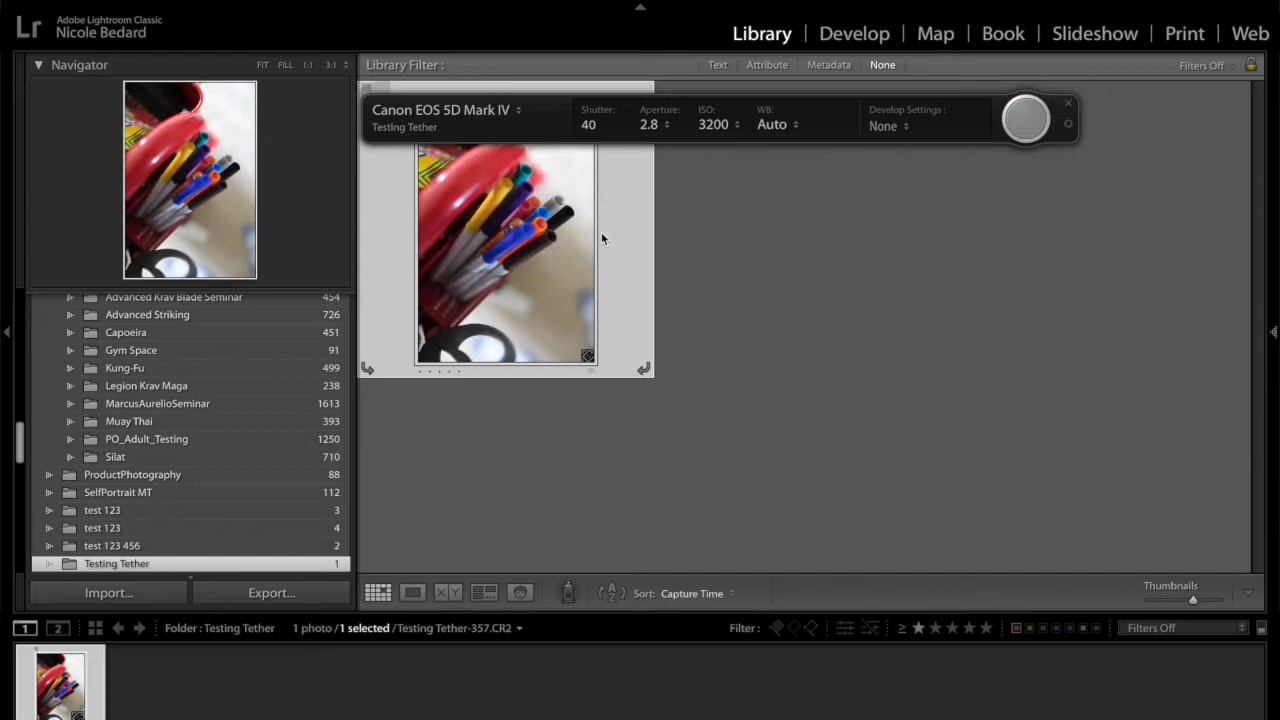 Lr
Adobe Lightroom Classic
Nicole Bedard
Library | Develop | Map | Book | Slideshow | Print | Web
Navigator
FIT FILL 1:1 3:1
Library Filter :
Text Attribute Metadata None
Filters Off
Canon EOS 5D Mark IV
Testing Tether
Shutter: Aperture: ISO: WB:
40 2.8 3200 Auto
Develop Settings :
None
Advanced Krav Blade Seminar 454
Advanced Striking 726
Capoeira 451
Gym Space 91
Kung-Fu 499
Legion Krav Maga 238
MarcusAurelioSeminar 1613
Muay Thai 393
PO_Adult_Testing 1250
Silat 710
ProductPhotography 88
SelfPortrait MT 112
test 123 3
test 123 4
test 123 456 2
Testing Tether 1
Import... Export...
X Y
A Z
Sort: Capture Time
Thumbnails
1 2
Folder : Testing Tether
1 photo / 1 selected / Testing Tether-357.CR2
Filter :
≥
Filters Off